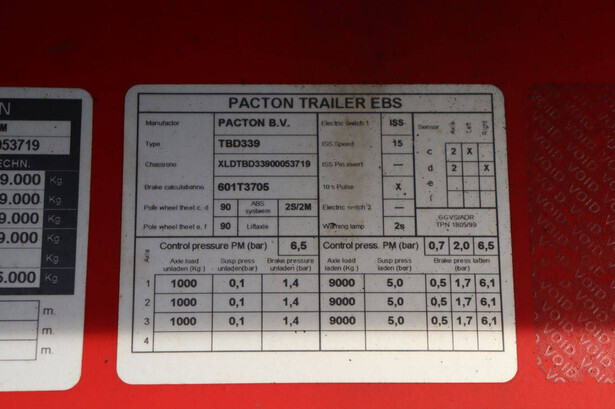 PACTON TRAILER EBS
Manufactor PACTON B.V. Electric switch 1 ISS Sensor Axle Left Right
Type TBD339 ISS Speed 15 c 2 X
Chassisno XLDTBD33900053719 ISS Pin invert — d 2 X
Brake calculationno 601T3705 10's Pulse X e
Pole wheel theet c, d 90 ABS system 2S/2M Electric switch 2 — f
Pole wheel theet e, f 90 Liftaxle Warning lamp 2s GGVS/ADR
TPN 1805/99
Control pressure PM (bar) 6,5 Control press. PM (bar) 0,7 2,0 6,5
Axle Axle load unladen (Kg.) Susp press unladen(bar) Brake pressure unladen (bar) Axle load laden (Kg.) Susp press laden (bar) Brake press laden (bar)
1 1000 0,1 1,4 9000 5,0 0,5 1,7 6,1
2 1000 0,1 1,4 9000 5,0 0,5 1,7 6,1
3 1000 0,1 1,4 9000 5,0 0,5 1,7 6,1
4
N
M
053719
TECHN.
9.000 Kg
9.000 Kg
9.000 Kg
9.000 Kg
Kg
5.000 Kg
m.
m.
m.
VOID VOID VOID